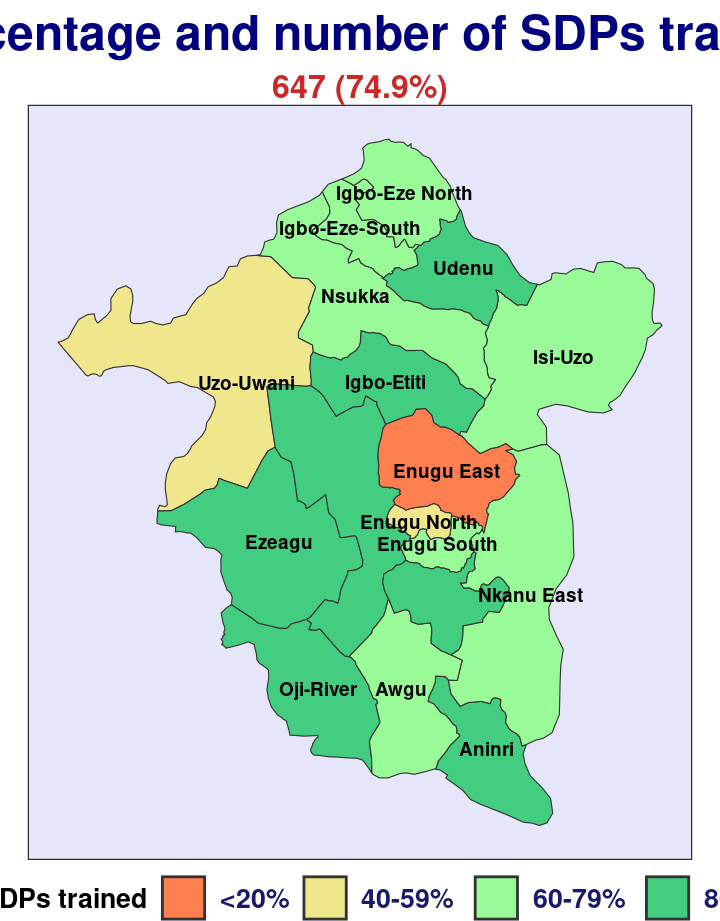 centage and number of SDPs tra
647 (74.9%)
Igbo-Eze North
Igbo-Eze-South
Udenu
Nsukka
Isi-Uzo
Uzo-Uwani
Igbo-Etiti
Enugu East
Enugu North
Enugu South
Ezeagu
Nkanu East
Oji-River
Awgu
Aninri
DPs trained <20% 40-59% 60-79% 8